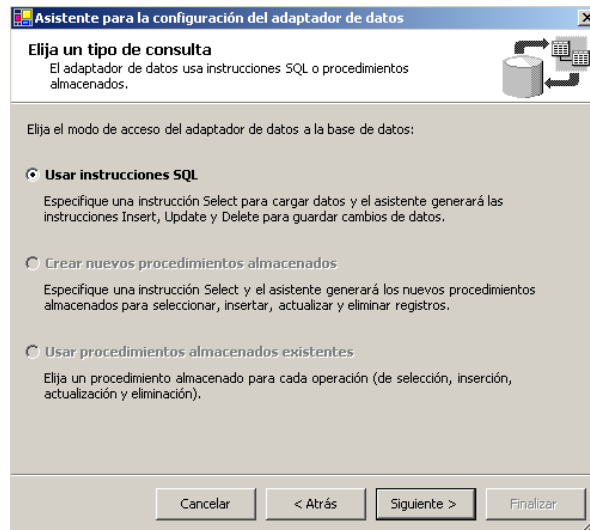 Asistente para la configuración del adaptador de datos
Elija un tipo de consulta
El adaptador de datos usa instrucciones SQL o procedimientos
almacenados.
Elija el modo de acceso del adaptador de datos a la base de datos:
Usar instrucciones SQL
Especifique una instrucción Select para cargar datos y el asistente generará las
instrucciones Insert, Update y Delete para guardar cambios de datos.
Crear nuevos procedimientos almacenados
Especifique una instrucción Select y el asistente generará los nuevos procedimientos
almacenados para seleccionar, insertar, actualizar y eliminar registros.
Usar procedimientos almacenados existentes
Elija un procedimiento almacenado para cada operación (de selección, inserción,
actualización y eliminación).
Cancelar
< Atrás
Siguiente >
Finalizar